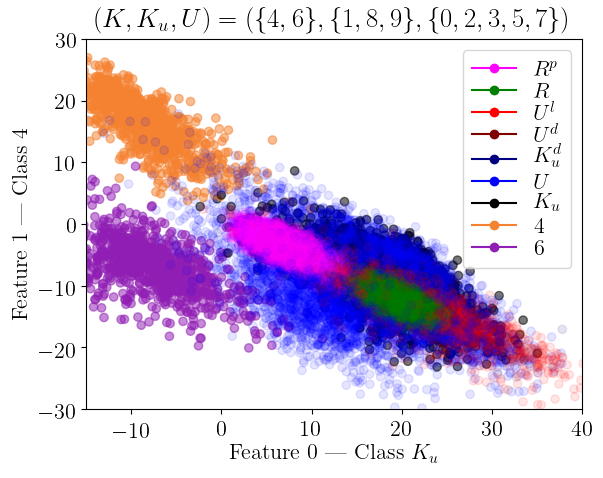 (K, K_u, U) = ({4, 6}, {1, 8, 9}, {0, 2, 3, 5, 7})
30
20
10
0
−10
−20
−30
Feature 1 — Class 4
R^p
R
U^l
U^d
K_u^d
U
K_u
4
6
−10
0
10
20
30
40
Feature 0 — Class K_u